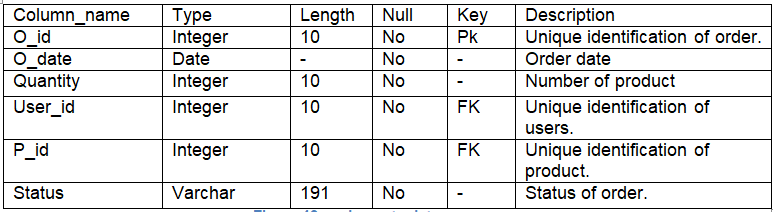 Column_name Type Length Null Key Description
O_id Integer 10 No Pk Unique identification of order.
O_date Date - No - Order date
Quantity Integer 10 No - Number of product
User_id Integer 10 No FK Unique identification of
users.
P_id Integer 10 No FK Unique identification of
product.
Status Varchar 191 No - Status of order.